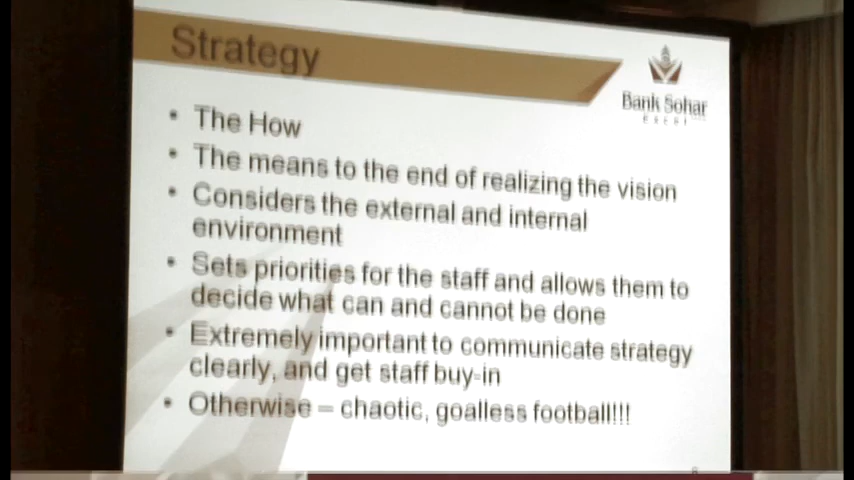 Strategy
Bank Sohar
• The How
• The means to the end of realizing the vision
• Considers the external and internal
environment
• Sets priorities for the staff and allows them to
decide what can and cannot be done
• Extremely important to communicate strategy
clearly, and get staff buy-in
• Otherwise – chaotic, goalless football!!!